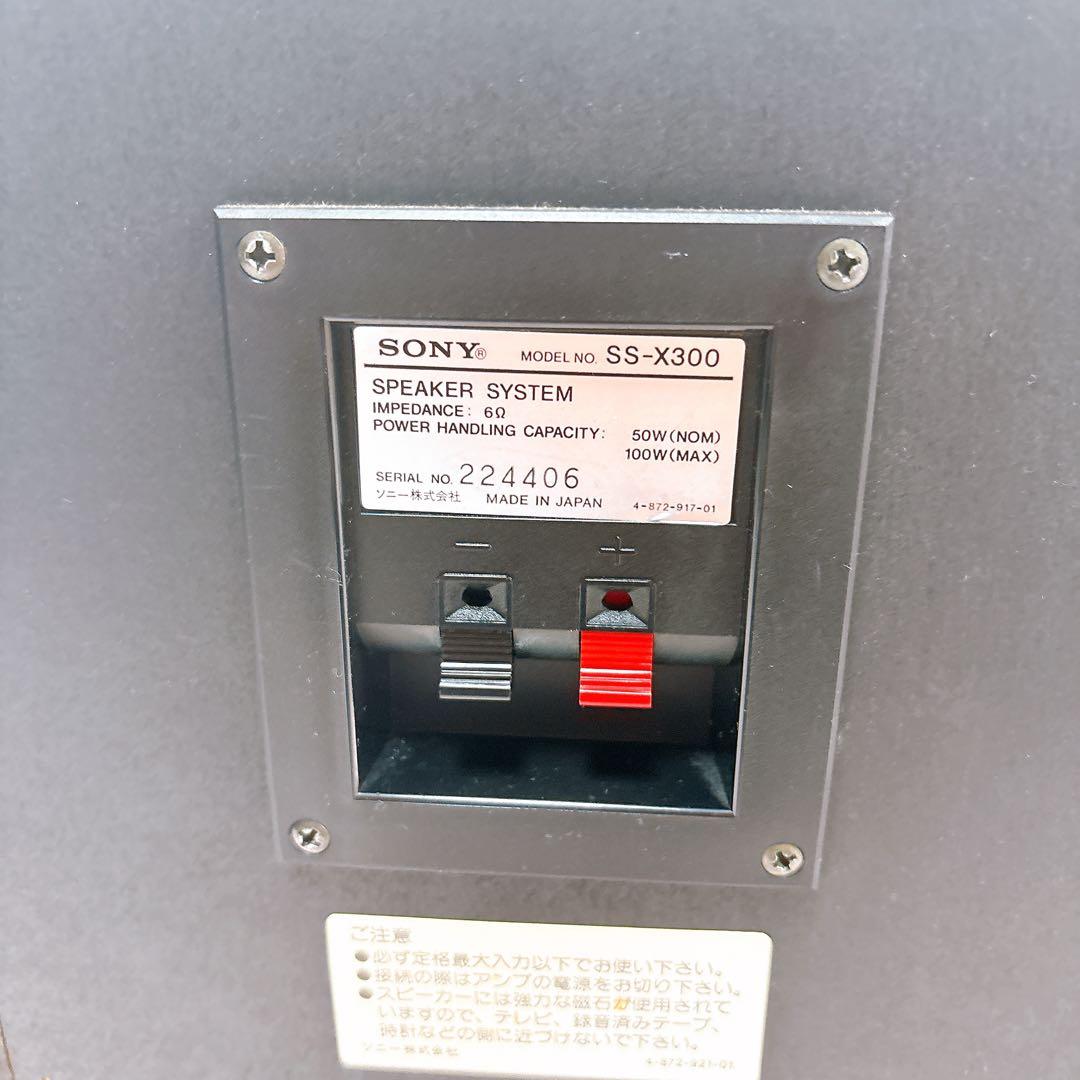 SONY® MODEL NO. SS-X300
SPEAKER SYSTEM
IMPEDANCE: 6Ω
POWER HANDLING CAPACITY: 50W(NOM)
100W(MAX)
SERIAL NO. 224406
ソニー株式会社 MADE IN JAPAN 4-872-917-01
− +
ご注意
●必ず定格最大入力以下でお使い下さい。
●接続の際はアンプの電源をお切り下さい。
●スピーカーには強力な磁石が使用されて
いますので、テレビ、録音済みテープ、
時計などの側に近づけないで下さい。
ソニー株式会社 4-872-921-01